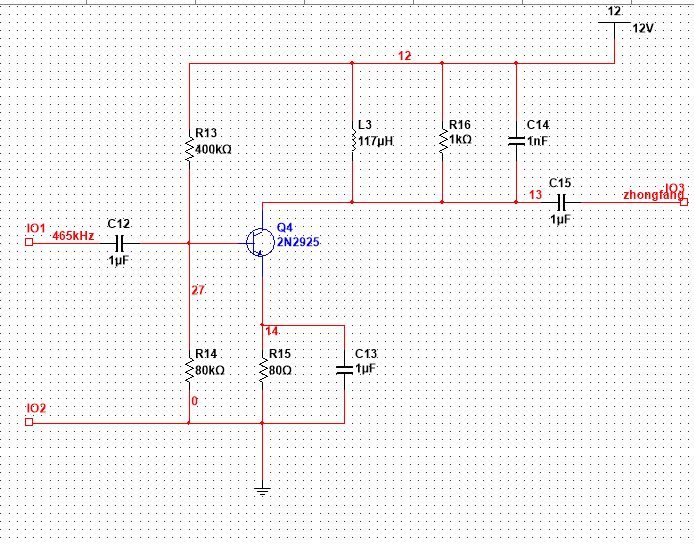 12
12V
12
R13
400kΩ
L3
117µH
R16
1kΩ
C14
1nF
IO1
465kHz
C12
1µF
Q4
2N2925
13
C15
1µF
IO3
zhongfang
27
14
R14
80kΩ
R15
80Ω
C13
1µF
0
IO2